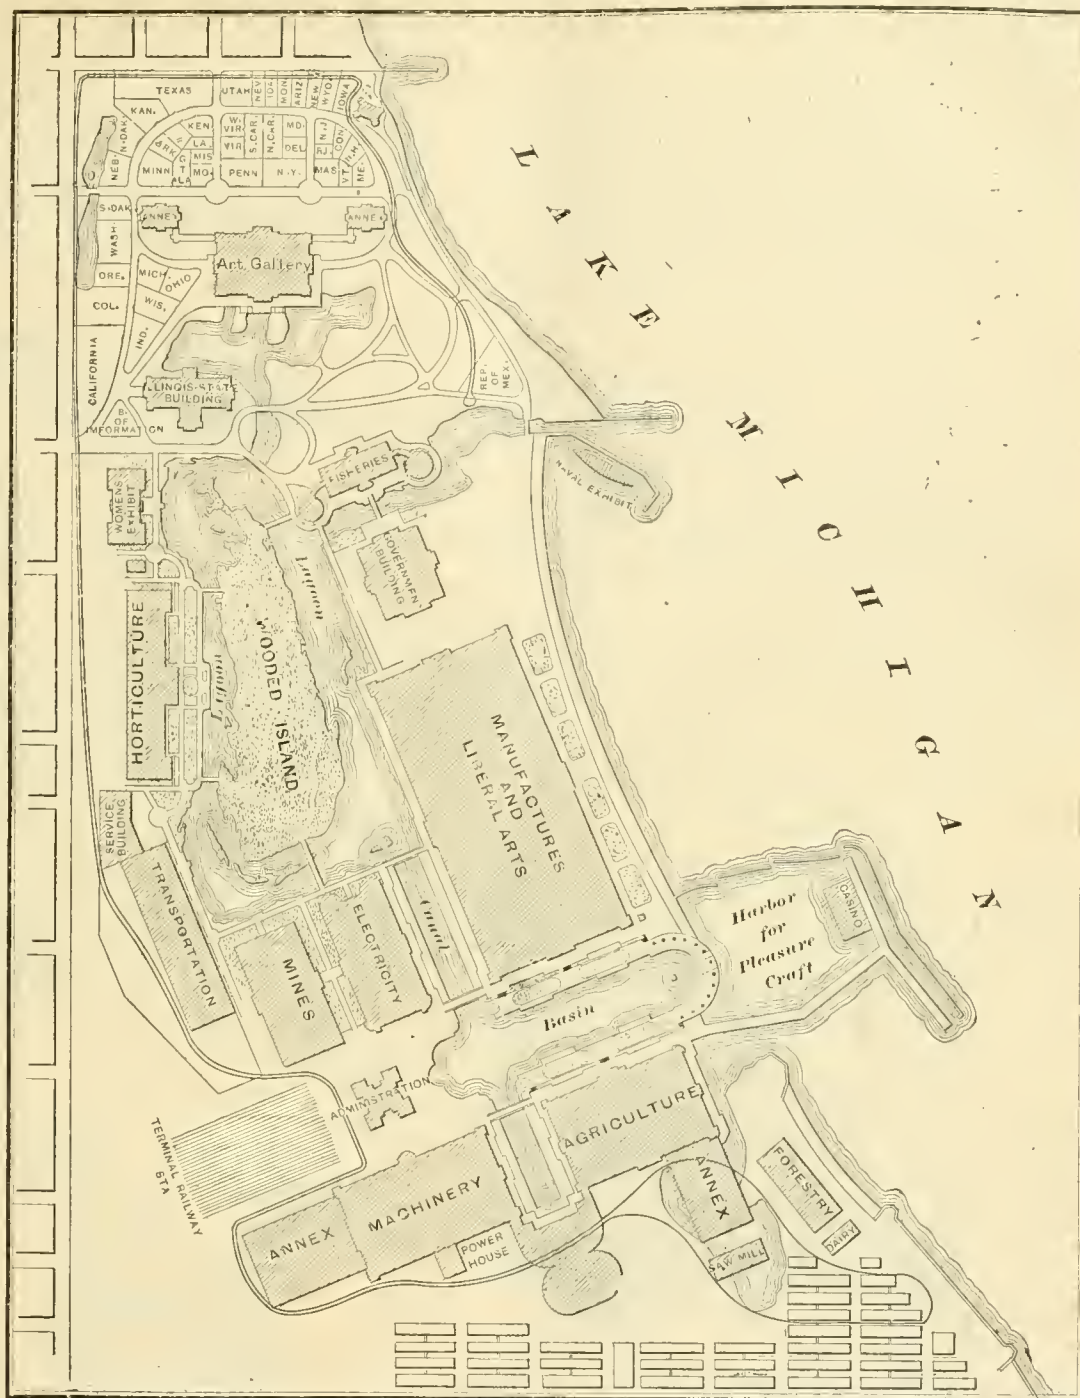 TEXAS
UTAH
NEV
IDA
MON
ARIZ
NEW
WYO
IOWA
KAN.
N·DAK.
NEB.
KEN
LA.
MIS
MO.
ARK
MINN
ALA
W.
VIR.
VIR
S.CAR.
N.CAR.
MD.
DEL
N.J
CON.
R.I.
N.H.
PENN
N.Y.
MAS
VT.
ME.
S·DAK
WASH
ORE.
COL.
CALIFORNIA
ANNEX
ANNEX
Art Gallery
MICH.
OHIO
WIS.
IND.
ILLINOIS·STATE
BUILDING
B.
OF
INFORMATION
REP.
OF
MEX.
LAKE MICHIGAN
FISHERIES
NAVAL EXHIBIT
WOMENS
EXHIBIT
GOVERNMENT
BUILDING
Lagoon
HORTICULTURE
Lagoon
WOODED ISLAND
MANUFACTURES
AND
LIBERAL ARTS
SERVICE
BUILDING
TRANSPORTATION
MINES
ELECTRICITY
Canal
Basin
Harbor
for
Pleasure
Craft
CASINO
ADMINISTRATION
TERMINAL RAILWAY
STA
AGRICULTURE
ANNEX
MACHINERY
ANNEX
POWER
HOUSE
FORESTRY
DAIRY
SAW MILL